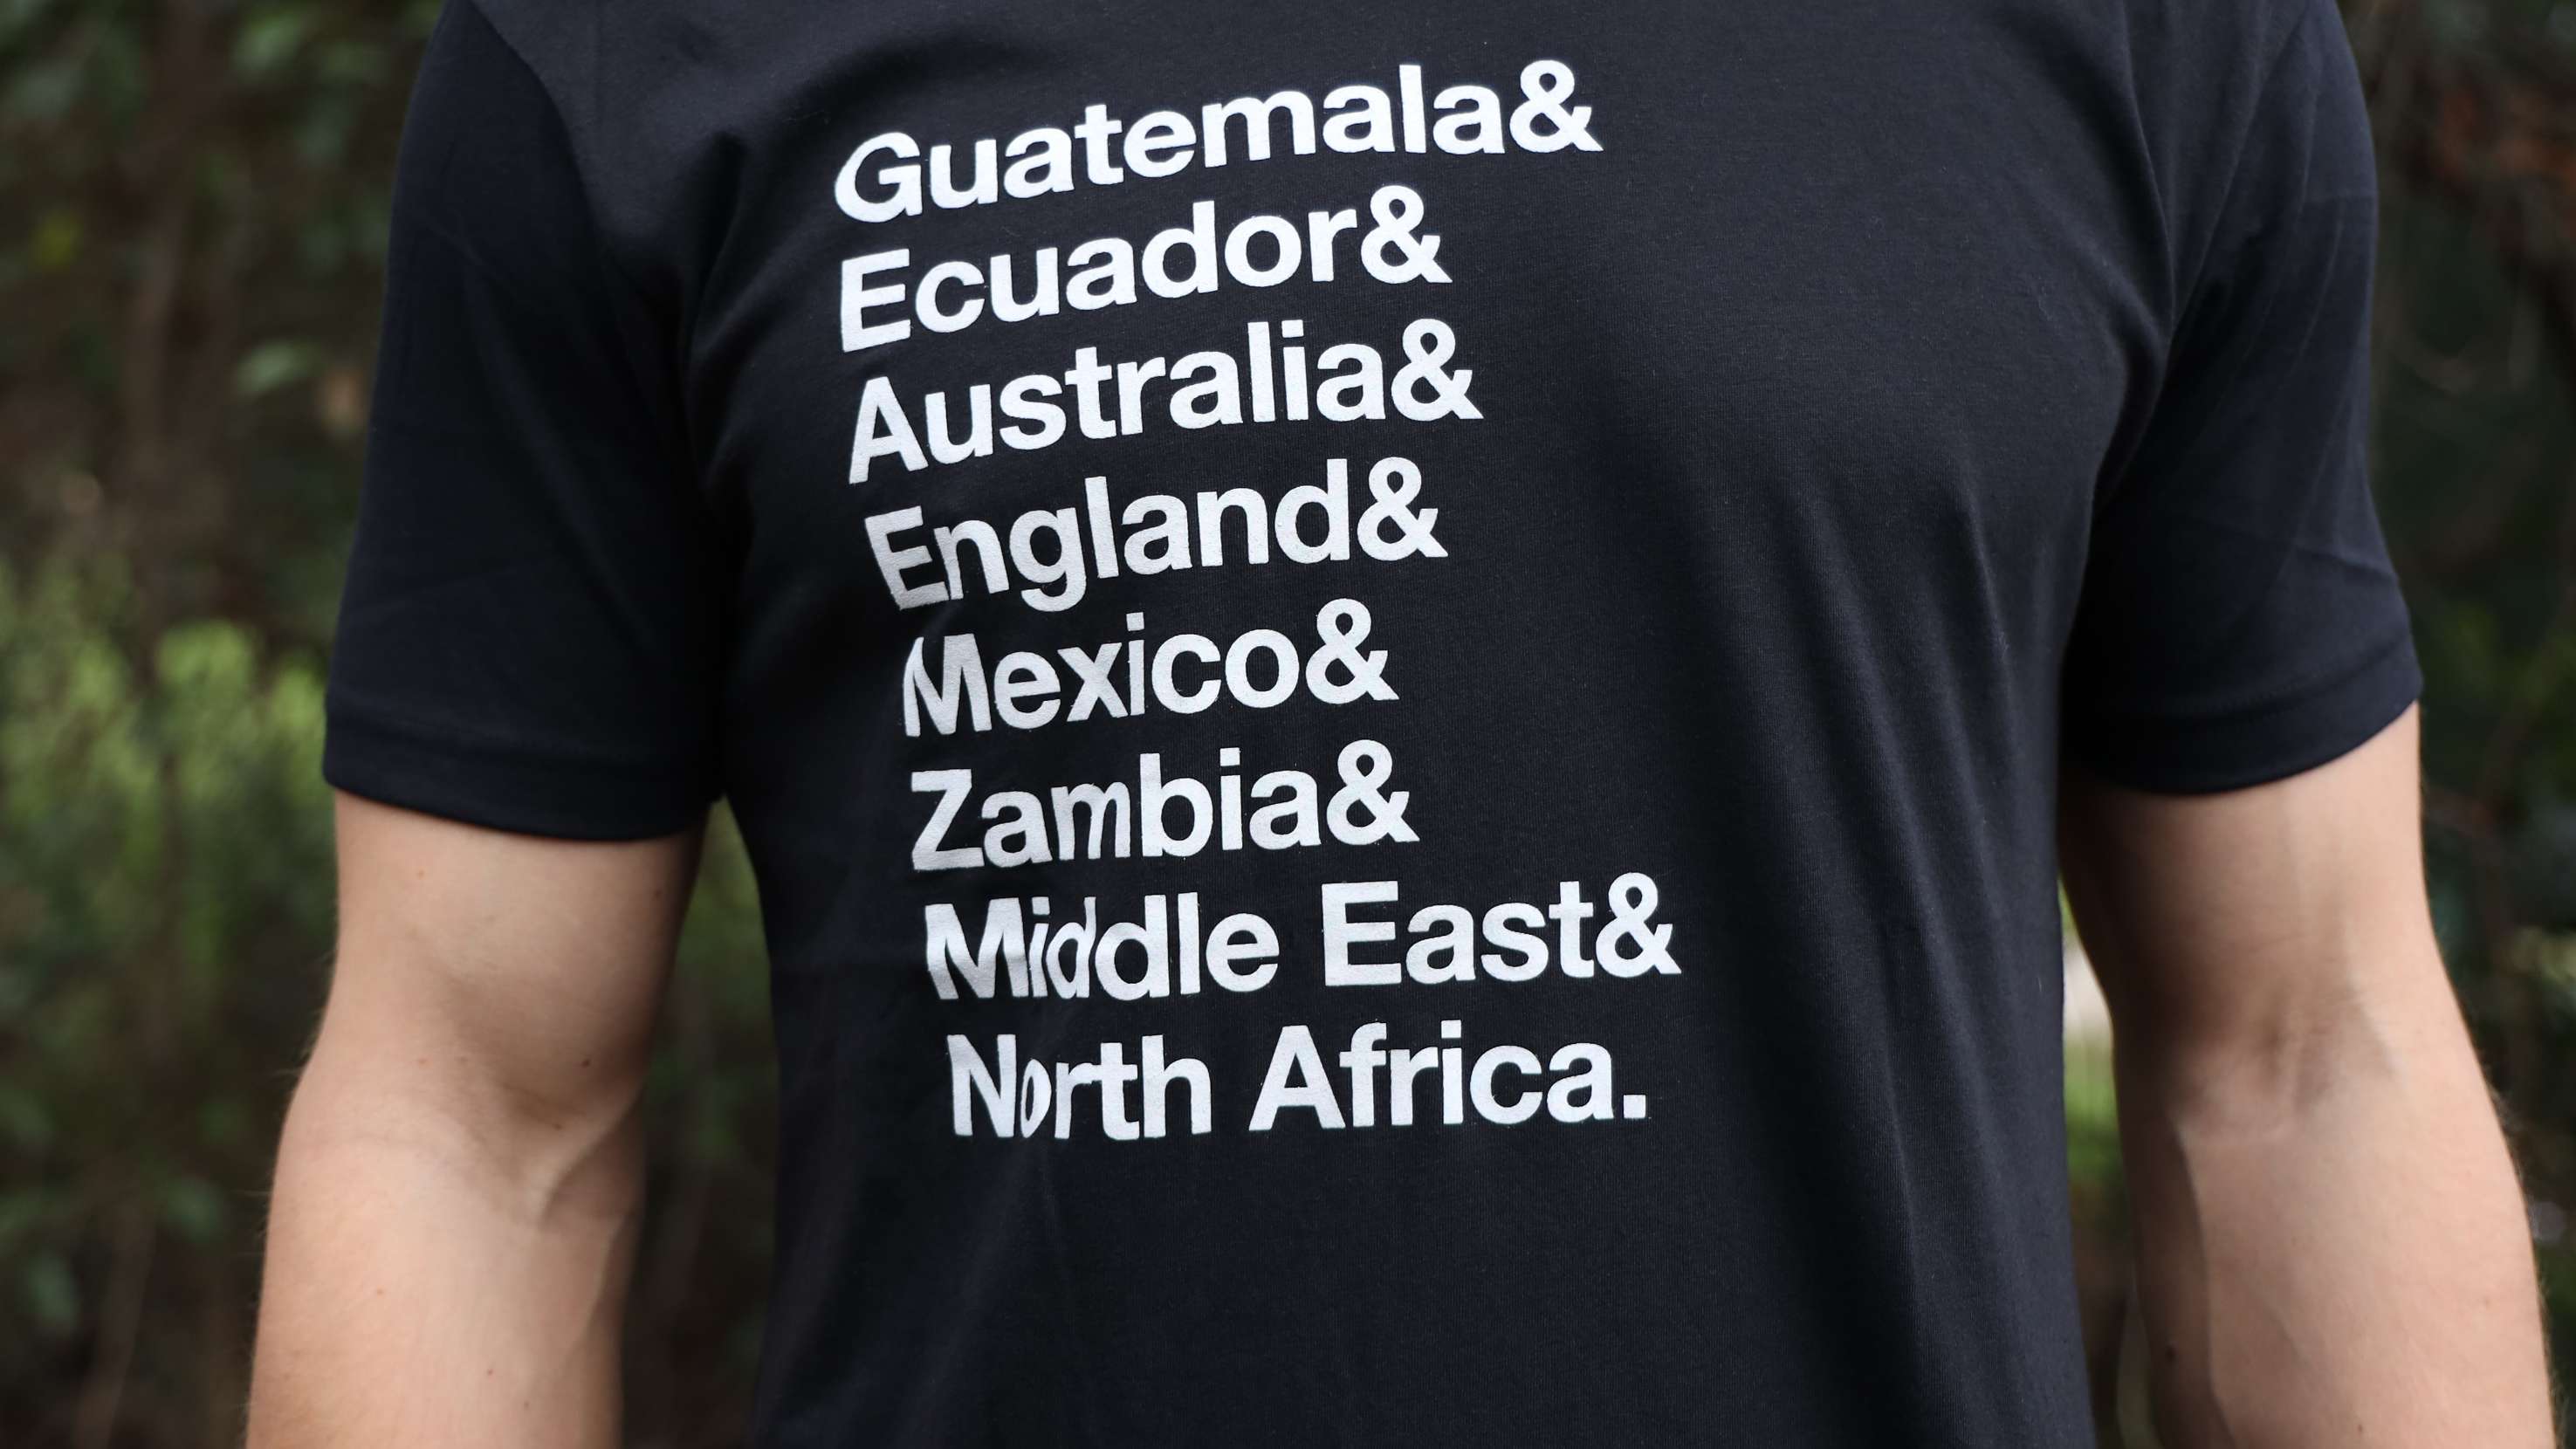 Guatemala&
Ecuador&
Australia&
England&
Mexico&
Zambia&
Middle East&
North Africa.